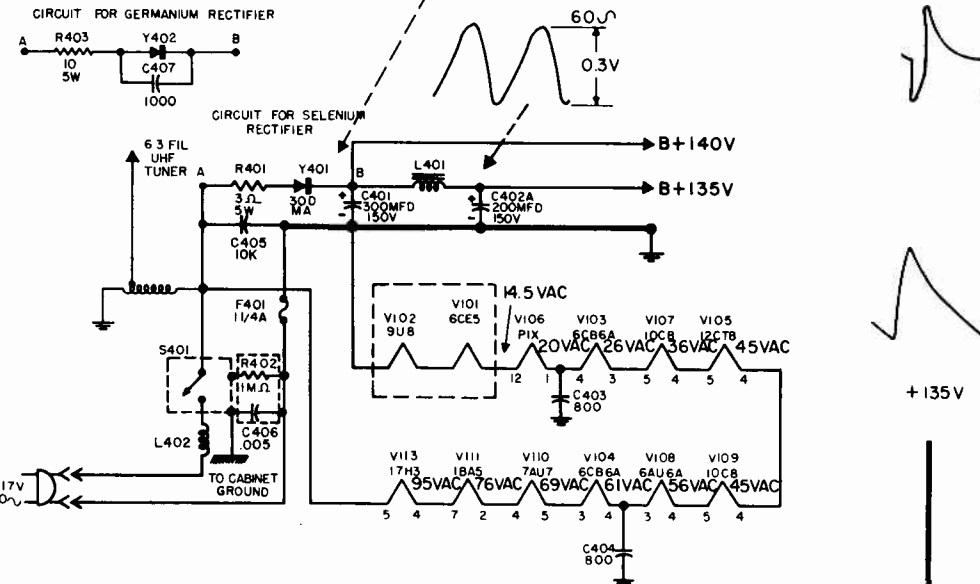 CIRCUIT FOR GERMANIUM RECTIFIER
A
R403
10
5W
Y402
C407
1000
B
60∿
0.3V
CIRCUIT FOR SELENIUM
RECTIFIER
6.3 FIL
UHF
TUNER
A
R401
3Ω
5W
Y401
300
MA
B
C401
300MFD
150V
+
-
L401
C402A
200MFD
150V
+
-
B+140V
B+135V
C405
10K
F401
1 1/4A
S401
R402
1MΩ
C406
.005
L402
TO CABINET
GROUND
17V
0∿
V102
9U8
V101
6CE5
14.5 VAC
V106
PIX
20VAC
V103
6CB6A
26VAC
V107
10C8
36VAC
V105
12CT8
45VAC
12 1 4 3 5 4 5 4
C403
800
V113
17H3
95VAC
V111
18A5
76VAC
V110
7AU7
69VAC
V104
6CB6A
61VAC
V108
6AU6A
56VAC
V109
10C8
45VAC
5 4 7 2 4 5 3 4 3 4 5 4
C404
800
+135V